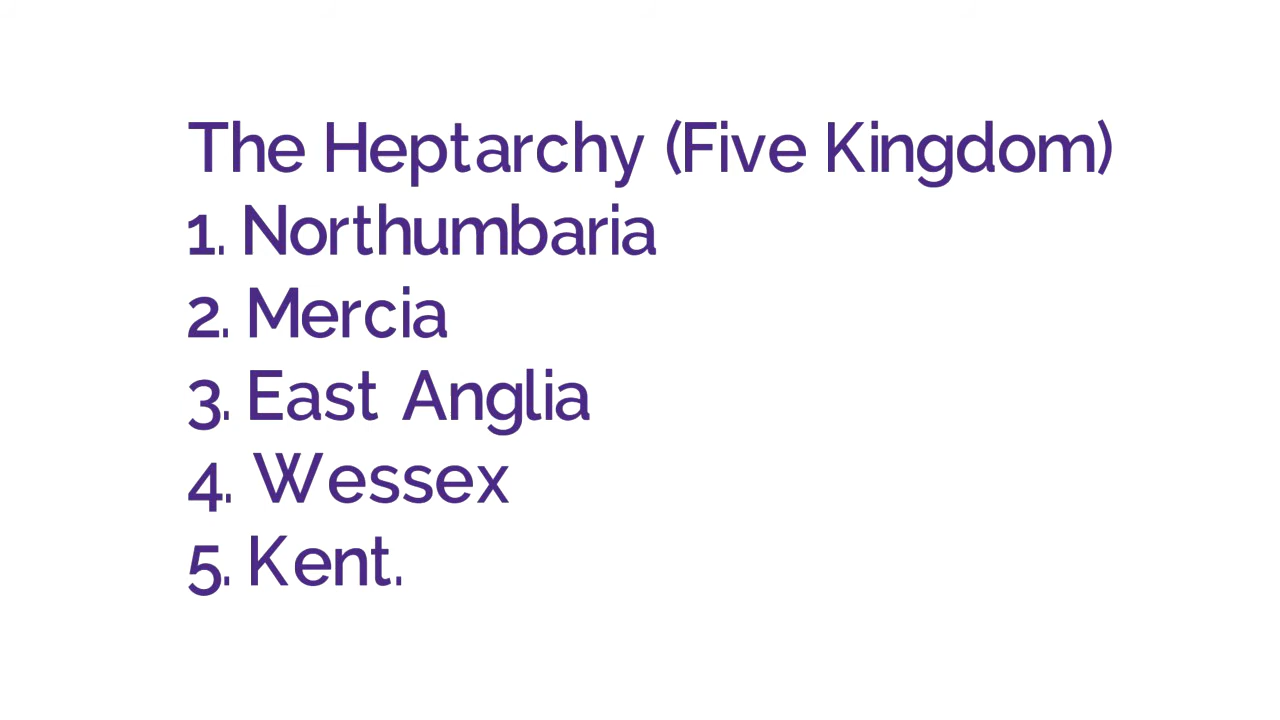 The Heptarchy (Five Kingdom)
1. Northumbaria
2. Mercia
3. East Anglia
4. Wessex
5. Kent.